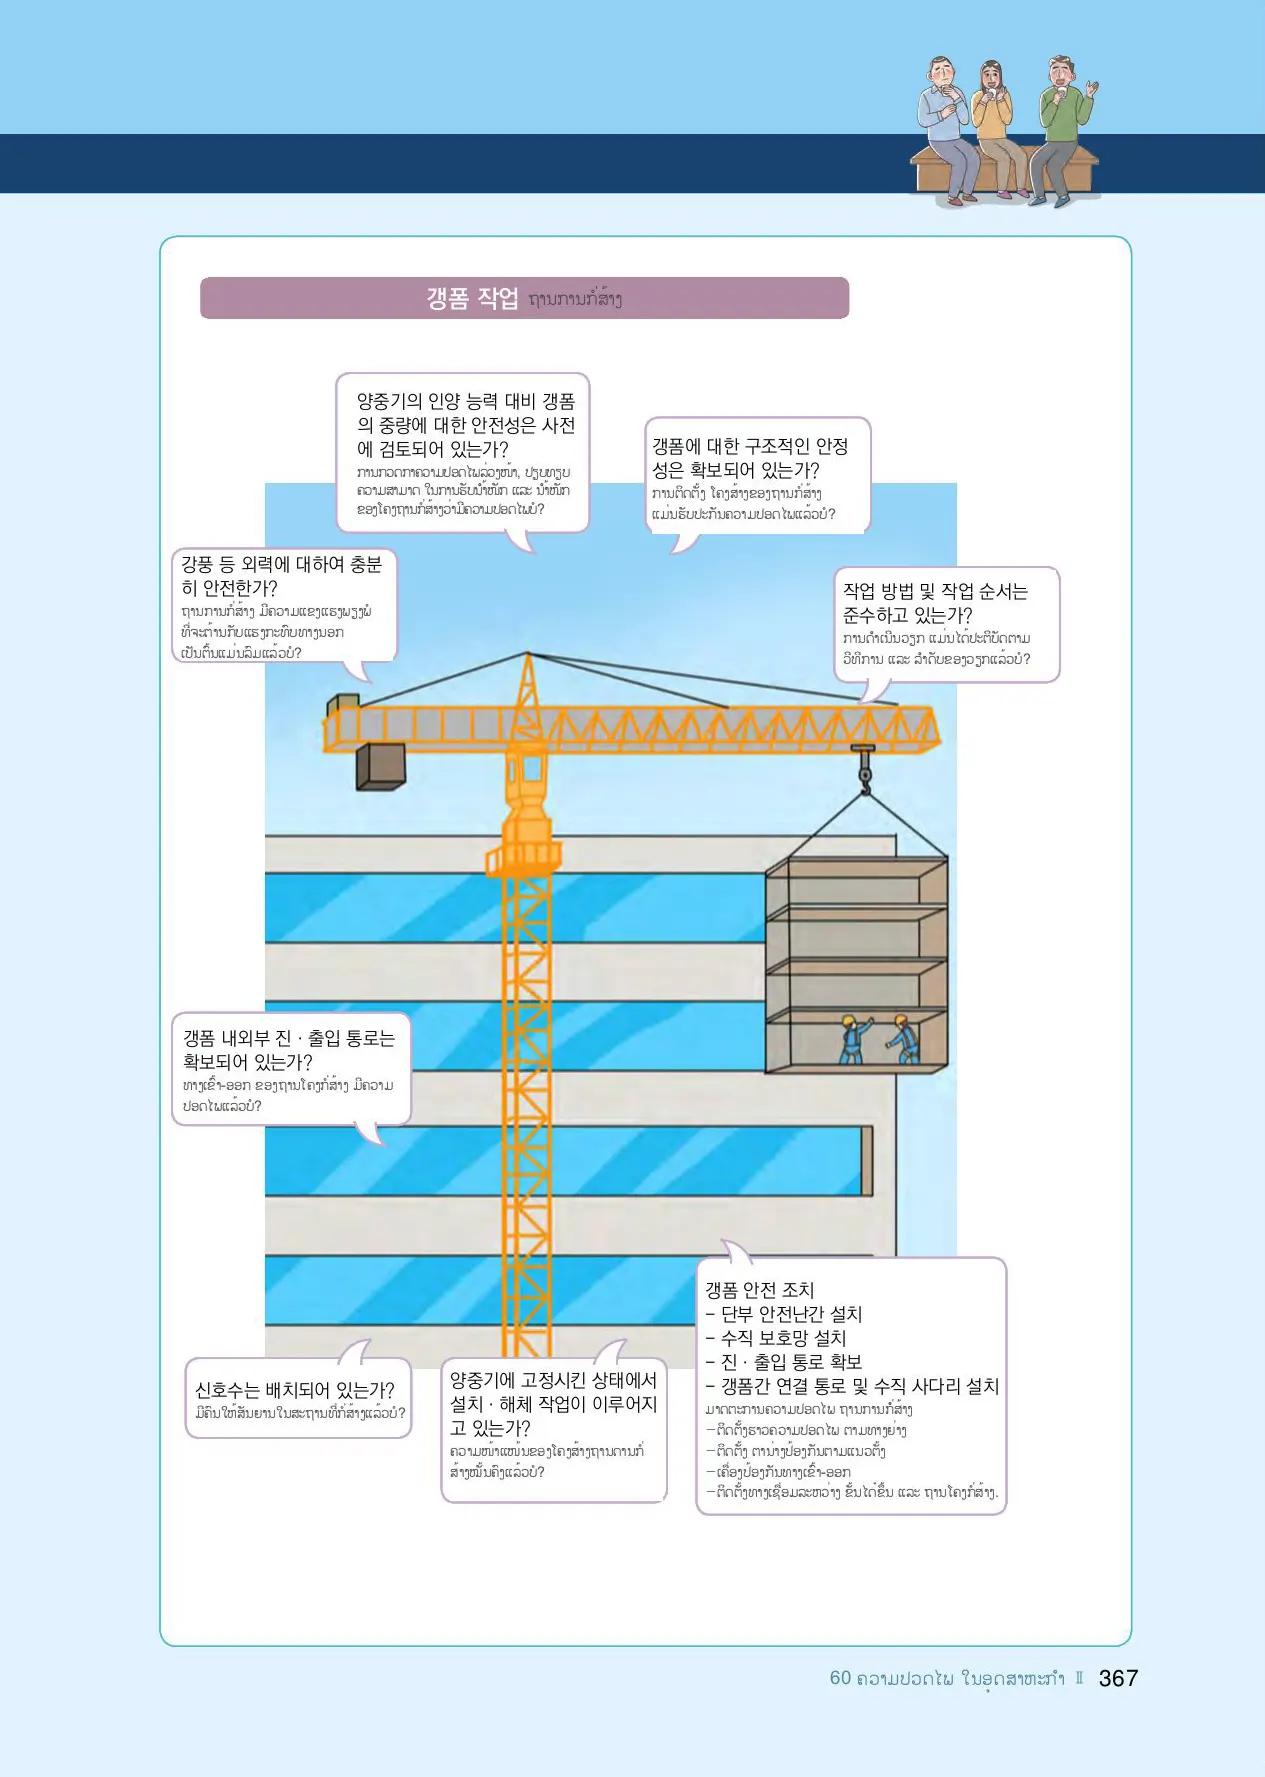 갱폼 작업 ຖານການກໍ່ສ້າງ
양중기의 인양 능력 대비 갱폼
의 중량에 대한 안전성은 사전
에 검토되어 있는가?
ການກວດກາຄວາມປອດໄພລ່ວງໜ້າ, ປຽບທຽບ
ຄວາມສາມາດ ໃນການຮັບນ້ຳໜັກ ແລະ ນ້ຳໜັກ
ຂອງໂຄງຖານກໍ່ສ້າງວ່າມີຄວາມປອດໄພບໍ?
갱폼에 대한 구조적인 안정
성은 확보되어 있는가?
ການຕິດຕັ້ງ ໂຄງສ້າງຂອງຖານກໍ່ສ້າງ
ແມ່ນຮັບປະກັນຄວາມປອດໄພແລ້ວບໍ?
강풍 등 외력에 대하여 충분
히 안전한가?
ຖານການກໍ່ສ້າງ ມີຄວາມແຂງແຮງພຽງພໍ
ທີ່ຈະຕ້ານກັບແຮງກະທົບທາງນອກ
ເປັນຕົ້ນແມ່ນລົມແລ້ວບໍ?
작업 방법 및 작업 순서는
준수하고 있는가?
ການດຳເນີນວຽກ ແມ່ນໄດ້ປະຕິບັດຕາມ
ວິທີການ ແລະ ລຳດັບຂອງວຽກແລ້ວບໍ?
갱폼 내외부 진 · 출입 통로는
확보되어 있는가?
ທາງເຂົ້າ-ອອກ ຂອງຖານໂຄງກໍ່ສ້າງ ມີຄວາມ
ປອດໄພແລ້ວບໍ?
신호수는 배치되어 있는가?
ມີຄົນໃຫ້ສັນຍານໃນສະຖານທີ່ກໍ່ສ້າງແລ້ວບໍ?
양중기에 고정시킨 상태에서
설치 · 해체 작업이 이루어지
고 있는가?
ຄວາມໜ້າແໜ້ນຂອງໂຄງສ້າງຖານດານກໍ່
ສ້າງໝັ້ນຄົງແລ້ວບໍ?
갱폼 안전 조치
- 단부 안전난간 설치
- 수직 보호망 설치
- 진 · 출입 통로 확보
- 갱폼간 연결 통로 및 수직 사다리 설치
ມາດຕະການຄວາມປອດໄພ ຖານການກໍ່ສ້າງ
-ຕິດຕັ້ງຮາວຄວາມປອດໄພ ຕາມທາງຍ່າງ
-ຕິດຕັ້ງ ຕາໜ່າງປ້ອງກັນຕາມແນວຕັ້ງ
-ເຄື່ອງປ້ອງກັນທາງເຂົ້າ-ອອກ
-ຕິດຕັ້ງທາງເຊື່ອມລະຫວ່າງ ຂັ້ນໄດ໋ຂຶ້ນ ແລະ ຖານໂຄງກໍ່ສ້າງ.
60 ຄວາມປວດໄພ ໃນອຸດສາຫະກຳ Ⅱ 367